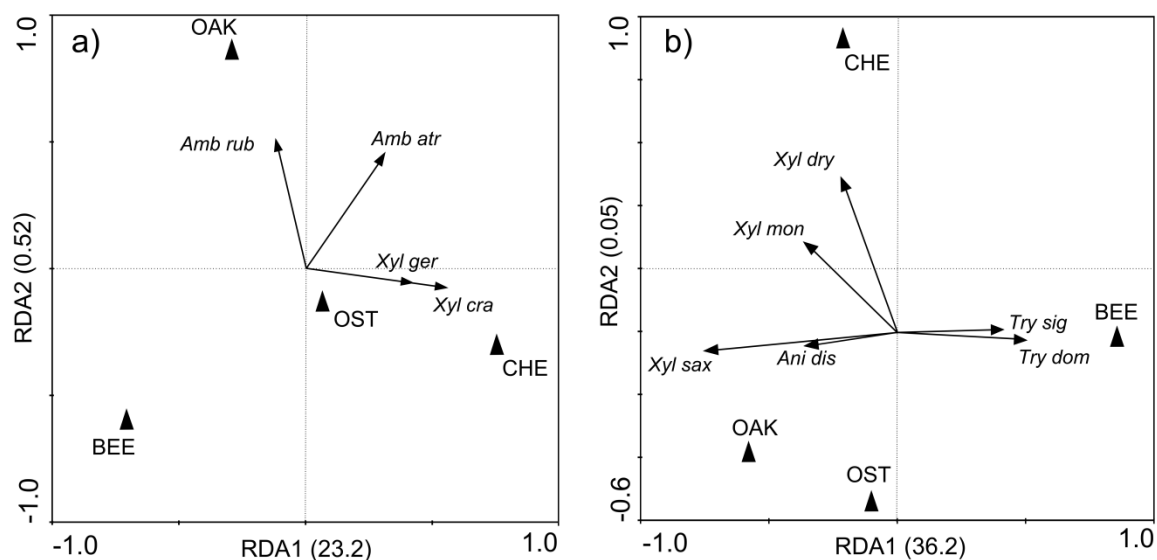 a)
1.0
OAK
Amb rub
Amb atr
Xyl ger
Xyl cra
OST
CHE
BEE
RDA2 (0.52)
-1.0
-1.0
RDA1 (23.2)
1.0
b)
1.0
CHE
Xyl dry
Xyl mon
BEE
Try sig
Try dom
Xyl sax
Ani dis
OAK
OST
RDA2 (0.05)
-0.6
-1.0
RDA1 (36.2)
1.0